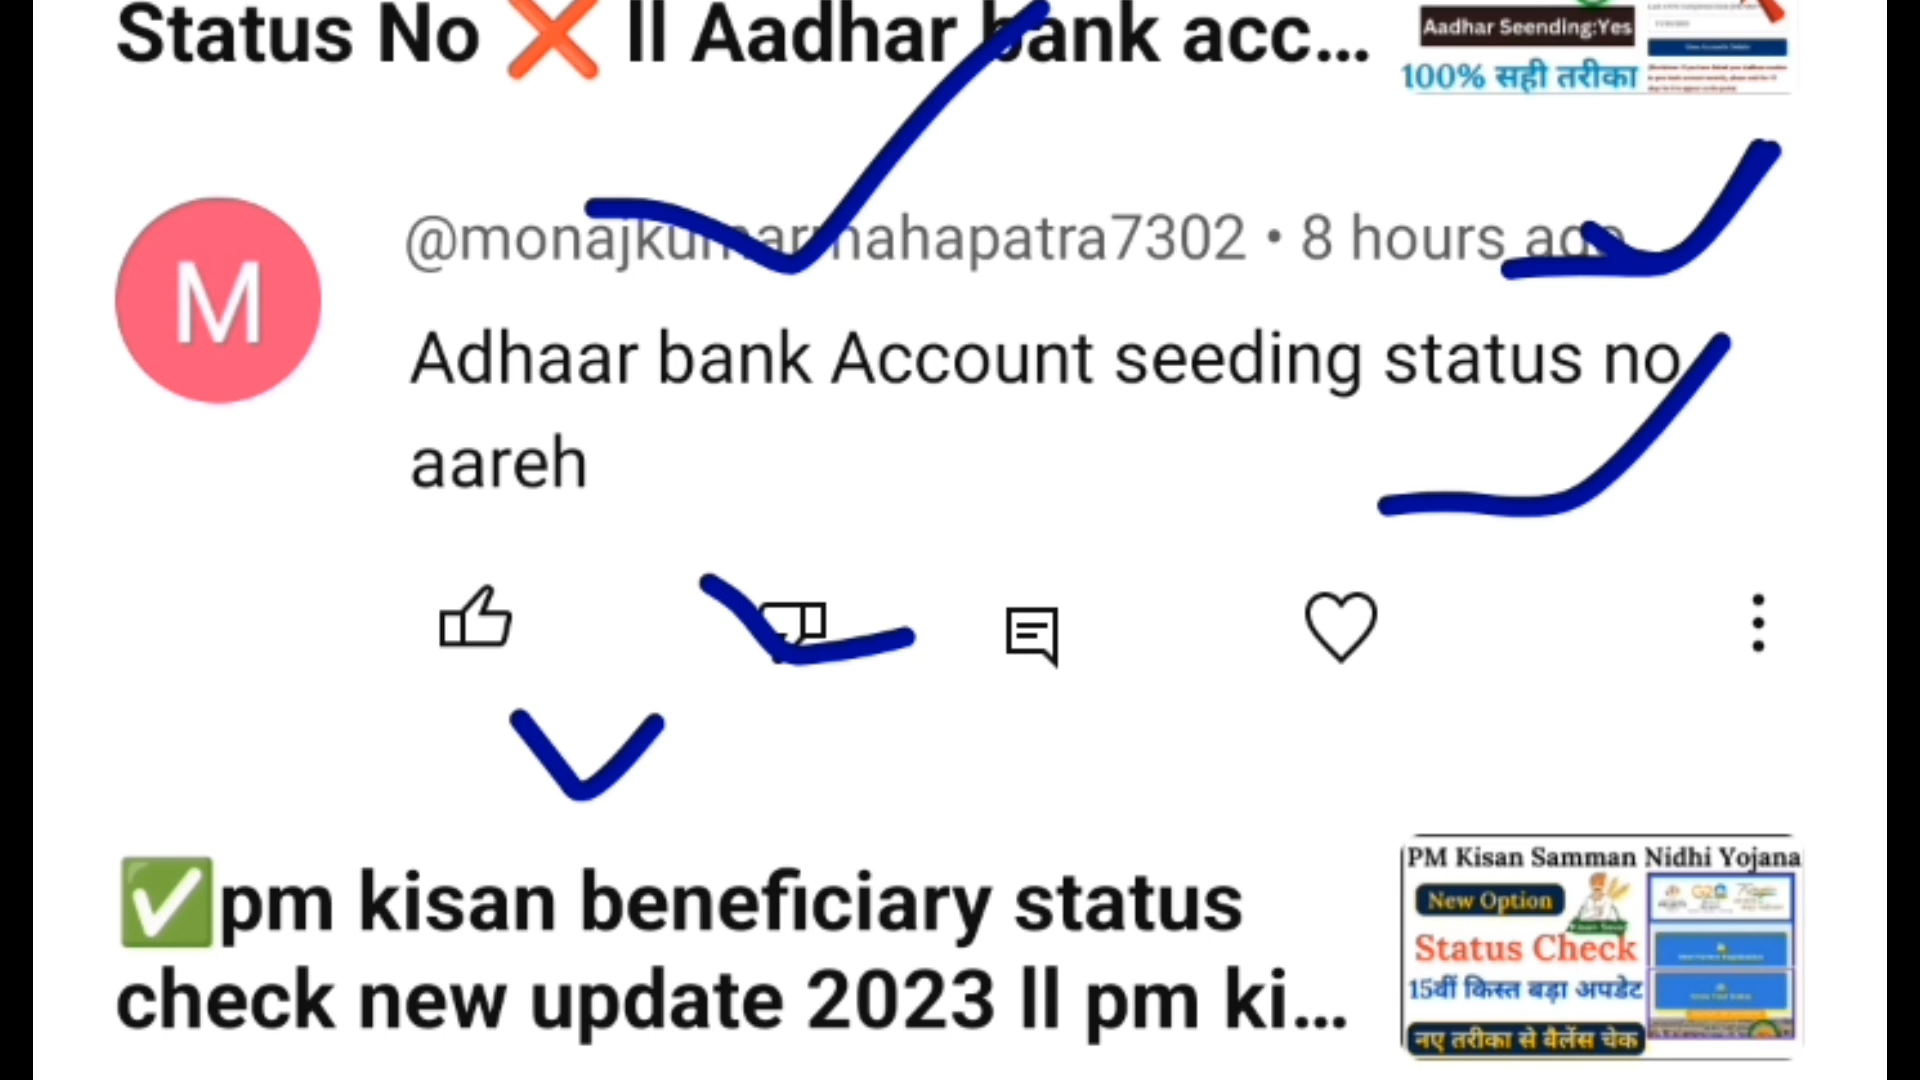 Status No ❌ ll Aadhar bank acc...
Aadhar Seending:Yes
100% सही तरीका
M
@monajkumarmahapatra7302 • 8 hours ago
Adhaar bank Account seeding status no
aareh
✅pm kisan beneficiary status
check new update 2023 ll pm ki...
PM Kisan Samman Nidhi Yojana
New Option
Status Check
15वीं किस्त बड़ा अपडेट
नए तरीका से बैलेंस चेक